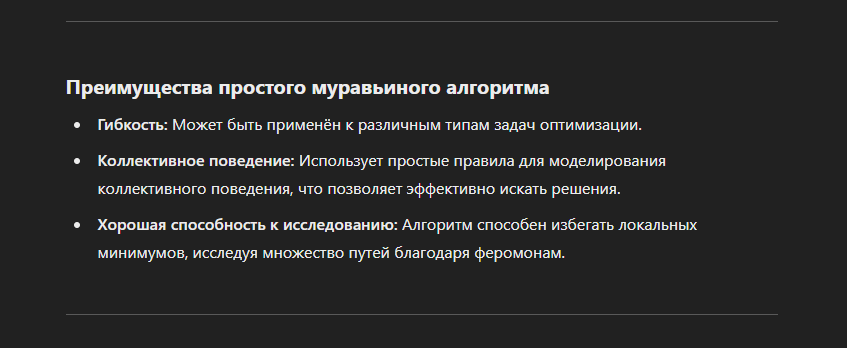 Преимущества простого муравьиного алгоритма
• Гибкость: Может быть применён к различным типам задач оптимизации.
• Коллективное поведение: Использует простые правила для моделирования
коллективного поведения, что позволяет эффективно искать решения.
• Хорошая способность к исследованию: Алгоритм способен избегать локальных
минимумов, исследуя множество путей благодаря феромонам.